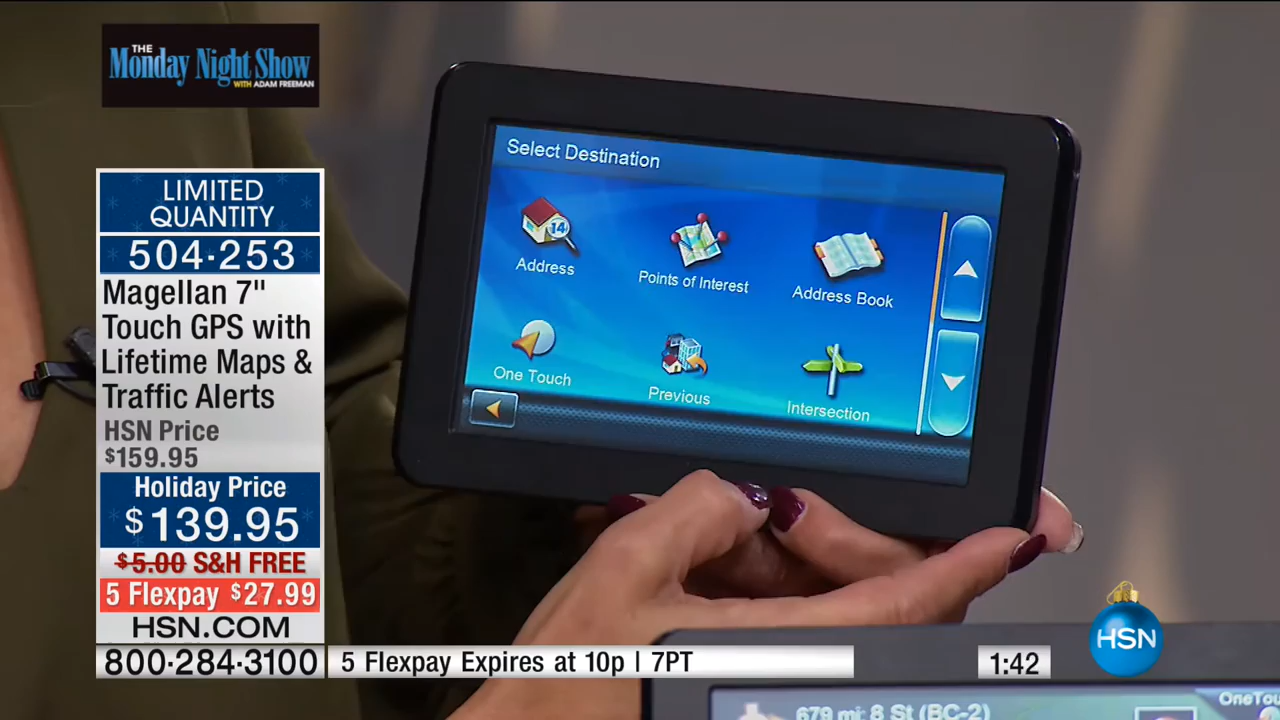 THE
Monday Night Show
WITH ADAM FREEMAN
LIMITED
QUANTITY
504-253
Magellan 7"
Touch GPS with
Lifetime Maps &
Traffic Alerts
HSN Price
$159.95
Holiday Price
$139.95
$5.00 S&H FREE
5 Flexpay $27.99
HSN.COM
800-284-3100
5 Flexpay Expires at 10p | 7PT
1:42
HSN
Select Destination
Address
Points of Interest
Address Book
One Touch
Previous
Intersection
679 mi: 8 St (BC-2)